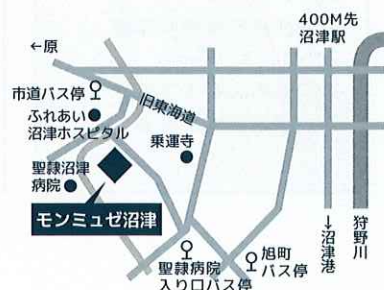 400M先
沼津駅
←原
市道バス停
ふれあい
沼津ホスピタル
旧東海道
乗運寺
聖隷沼津
病院
モンミュゼ沼津
聖隷病院
入り口バス停
旭町
バス停
↓沼津港
狩野川